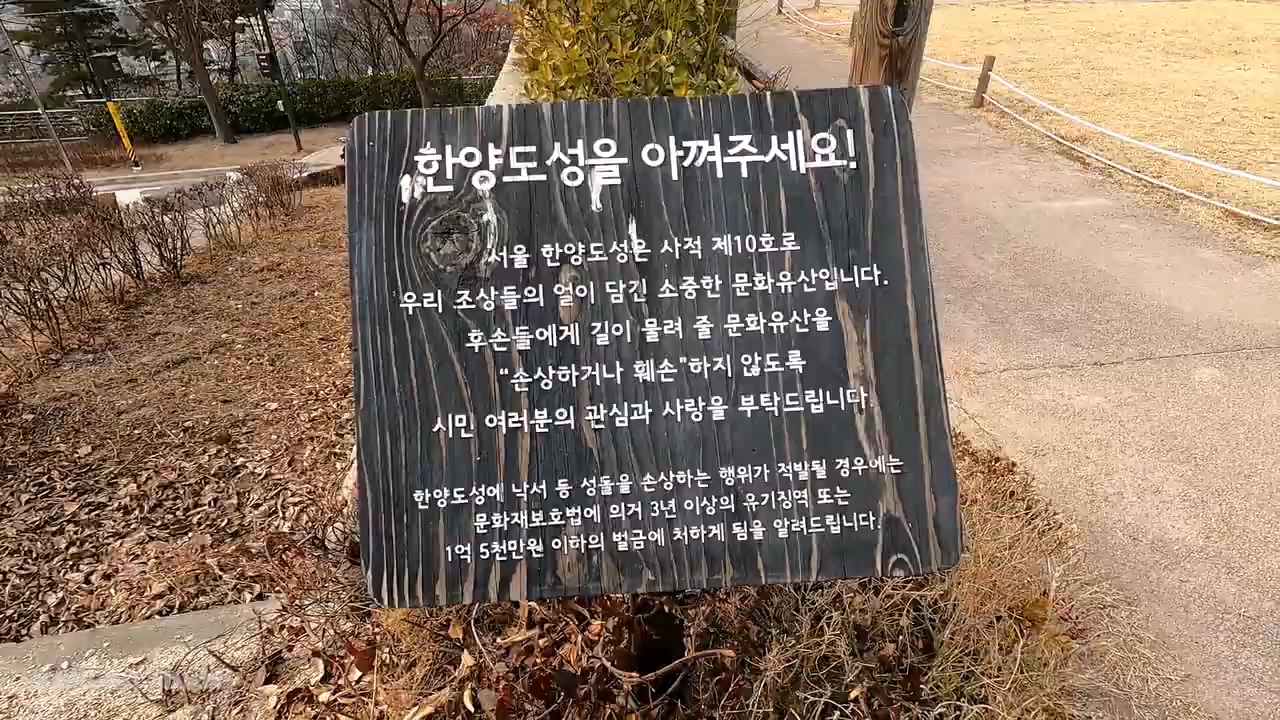 한양도성을 아껴주세요!
서울 한양도성은 사적 제10호로
우리 조상들의 얼이 담긴 소중한 문화유산입니다.
후손들에게 길이 물려 줄 문화유산을
“손상하거나 훼손”하지 않도록
시민 여러분의 관심과 사랑을 부탁드립니다.
한양도성에 낙서 등 성돌을 손상하는 행위가 적발될 경우에는
문화재보호법에 의거 3년 이상의 유기징역 또는
1억 5천만원 이하의 벌금에 처하게 됨을 알려드립니다.